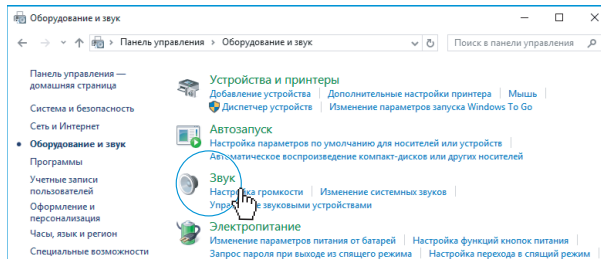 Оборудование и звук
Панель управления > Оборудование и звук
Поиск в панели управления
Панель управления —
домашняя страница
Система и безопасность
Сеть и Интернет
Оборудование и звук
Программы
Учетные записи
пользователей
Оформление и
персонализация
Часы, язык и регион
Специальные возможности
Устройства и принтеры
Добавление устройства | Дополнительные настройки принтера | Мышь |
Диспетчер устройств | Изменение параметров запуска Windows To Go
Автозапуск
Настройка параметров по умолчанию для носителей или устройств |
Автоматическое воспроизведение компакт-дисков или других носителей
Звук
Настройка громкости | Изменение системных звуков |
звуковыми устройствами
Электропитание
Изменение параметров питания от батарей | Настройка функций кнопок питания |
Запрос пароля при выходе из спящего режима | Настройка перехода в спящий режим |